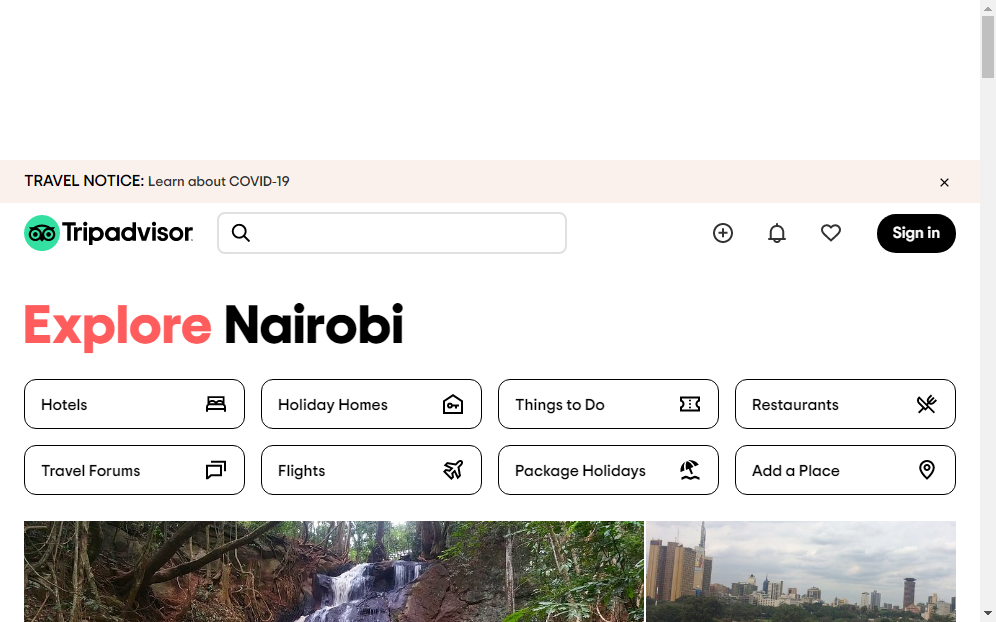 TRAVEL NOTICE: Learn about COVID-19
Tripadvisor
Sign in
Explore Nairobi
Hotels
Holiday Homes
Things to Do
Restaurants
Travel Forums
Flights
Package Holidays
Add a Place